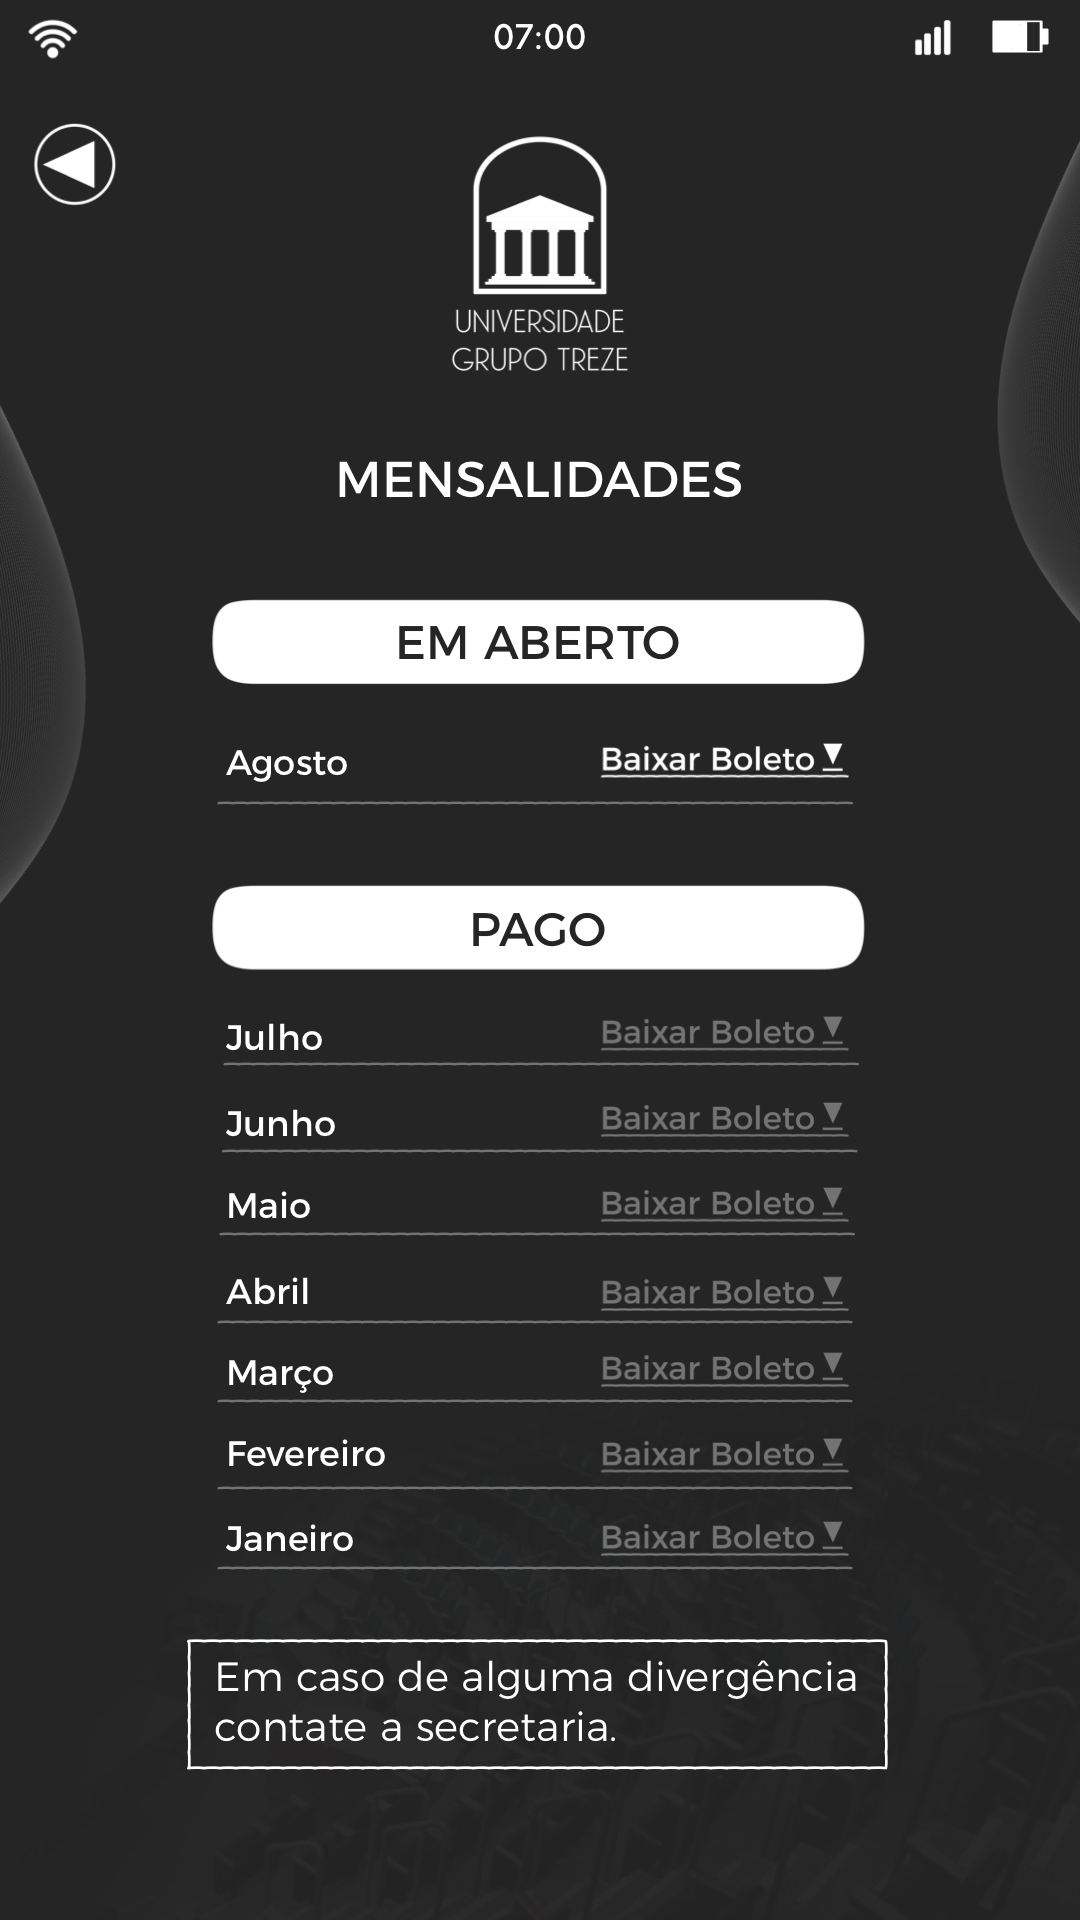 07:00
UNIVERSIDADE
GRUPO TREZE
MENSALIDADES
EM ABERTO
Agosto Baixar Boleto
PAGO
Julho Baixar Boleto
Junho Baixar Boleto
Maio Baixar Boleto
Abril Baixar Boleto
Março Baixar Boleto
Fevereiro Baixar Boleto
Janeiro Baixar Boleto
Em caso de alguma divergência
contate a secretaria.